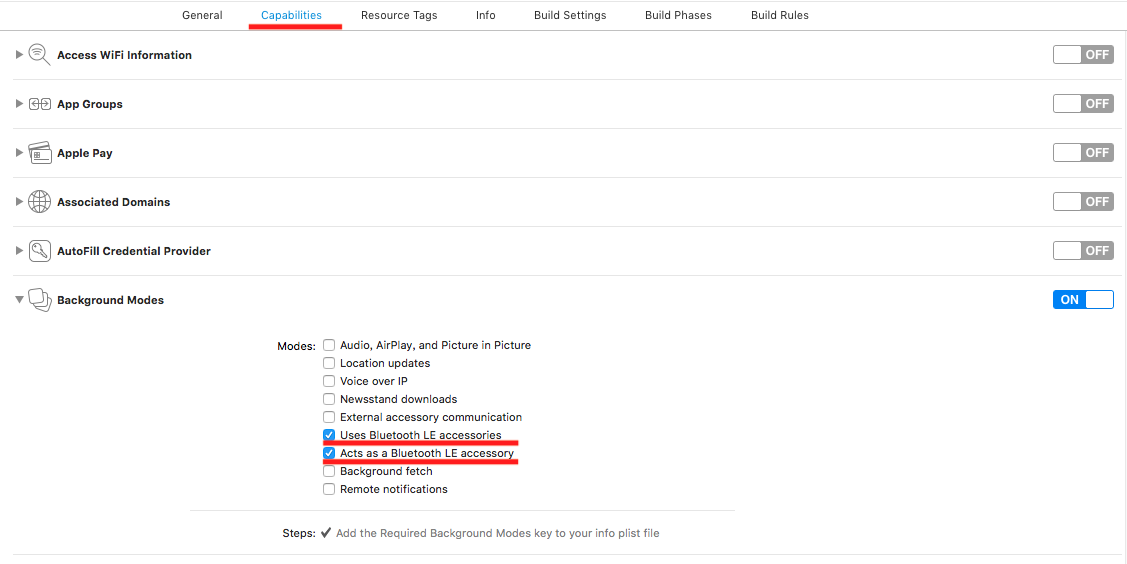 General Capabilities Resource Tags Info Build Settings Build Phases Build Rules
Access WiFi Information OFF
App Groups OFF
Apple Pay OFF
Associated Domains OFF
AutoFill Credential Provider OFF
Background Modes ON
Modes: Audio, AirPlay, and Picture in Picture
Location updates
Voice over IP
Newsstand downloads
External accessory communication
Uses Bluetooth LE accessories
Acts as a Bluetooth LE accessory
Background fetch
Remote notifications
Steps: ✔ Add the Required Background Modes key to your info plist file